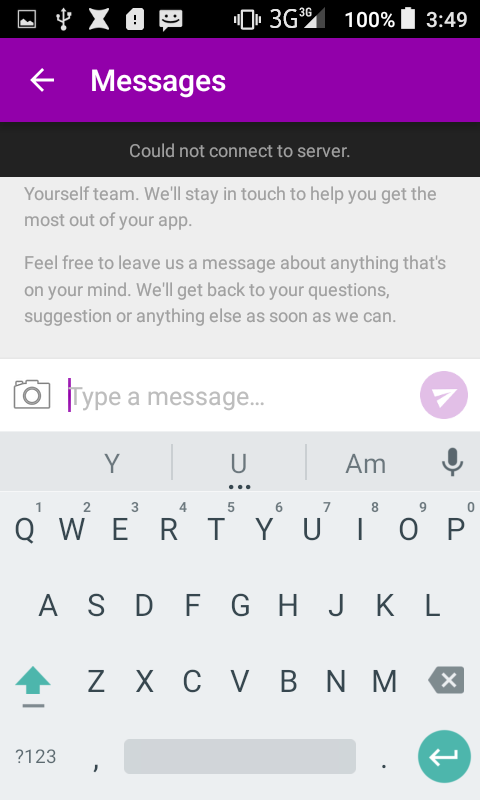 3G 3G 100% 3:49
Messages
Could not connect to server.
Yourself team. We'll stay in touch to help you get the
most out of your app.
Feel free to leave us a message about anything that's
on your mind. We'll get back to your questions,
suggestion or anything else as soon as we can.
Type a message...
Y U Am
1 2 3 4 5 6 7 8 9 0
Q W E R T Y U I O P
A S D F G H J K L
Z X C V B N M
?123 , .